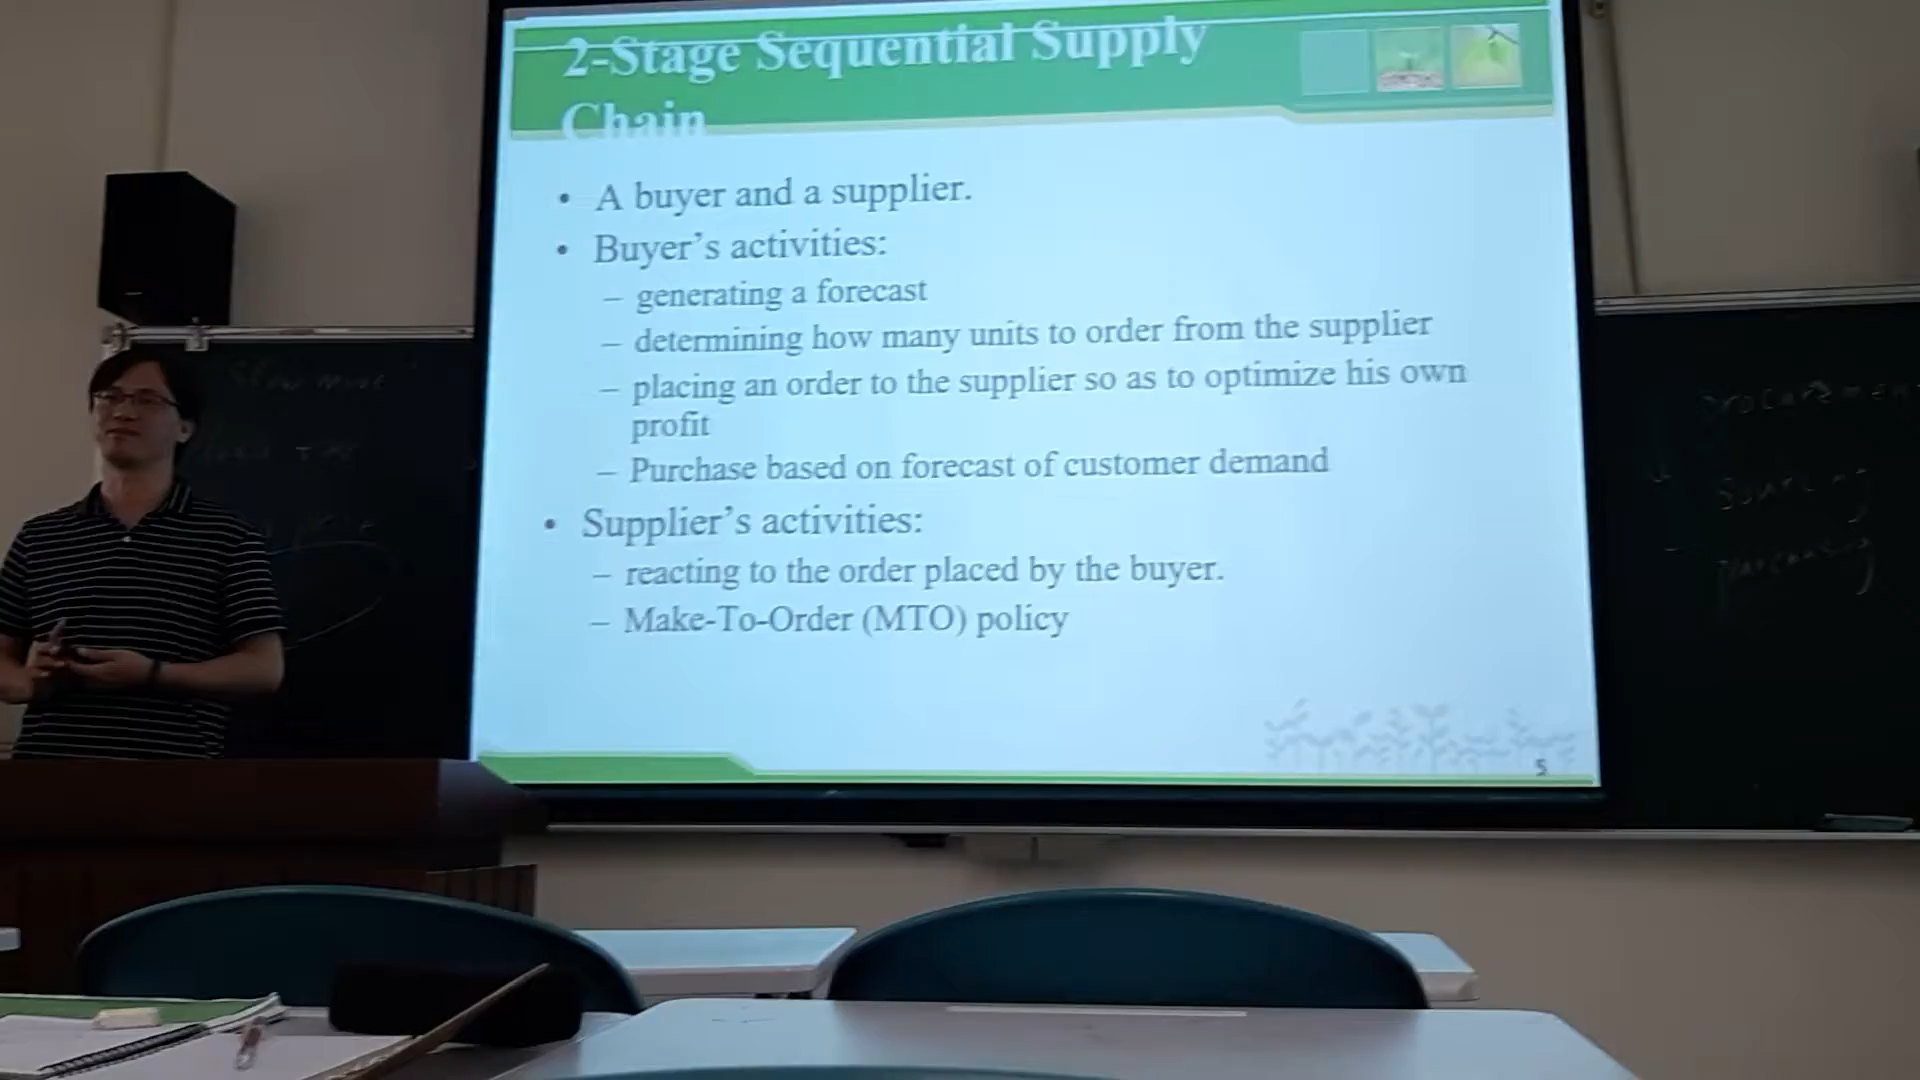 2-Stage Sequential Supply
Chain
• A buyer and a supplier.
• Buyer’s activities:
– generating a forecast
– determining how many units to order from the supplier
– placing an order to the supplier so as to optimize his own
profit
– Purchase based on forecast of customer demand
• Supplier’s activities:
– reacting to the order placed by the buyer.
– Make-To-Order (MTO) policy
5
Sourcing
purchasing